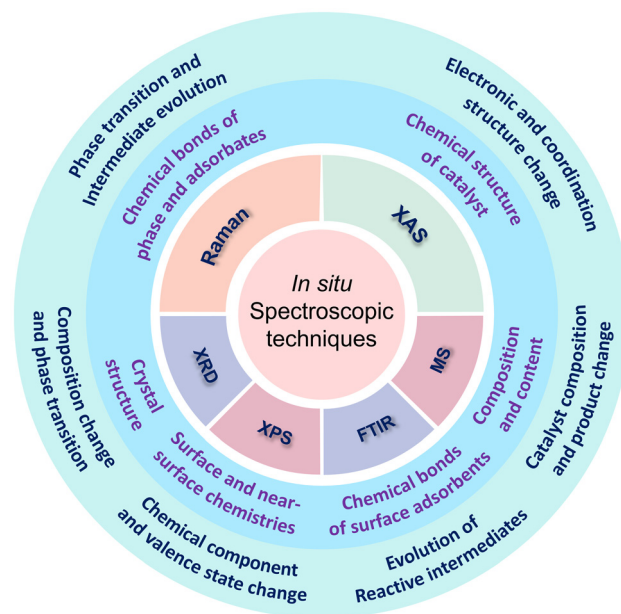 Phase transition and
Intermediate evolution
Electronic and coordination
structure change
Chemical bonds of
phase and adsorbates
Chemical structure
of catalyst
Raman
XAS
In situ
Spectroscopic
techniques
XRD
MS
XPS
FTIR
Crystal
structure
Composition
and content
Composition change
and phase transition
Catalyst composition
and product change
Surface and near-
surface chemistries
Chemical bonds
of surface adsorbents
Chemical component
and valence state change
Evolution of
Reactive intermediates